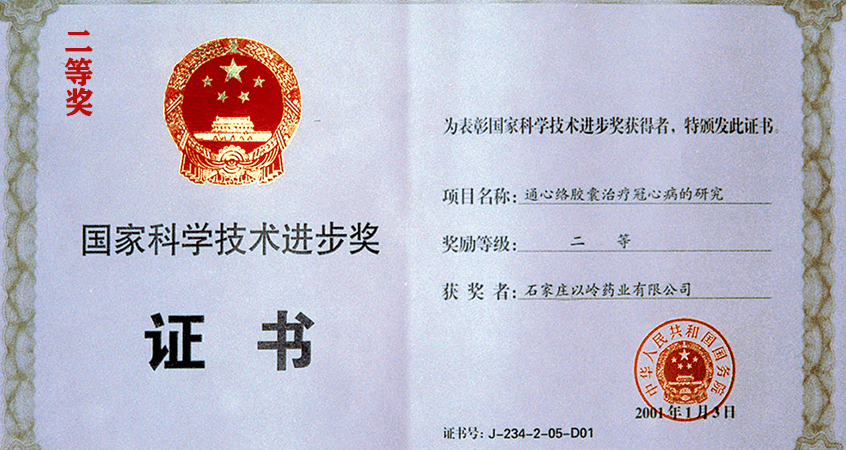 二等奖
国家科学技术进步奖
证书
为表彰国家科学技术进步奖获得者，特颁发此证书。
项目名称：通心络胶囊治疗冠心病的研究
奖励等级：二 等
获 奖 者：石家庄以岭药业有限公司
中华人民共和国国务院
2001年1月3日
证书号：J-234-2-05-D01